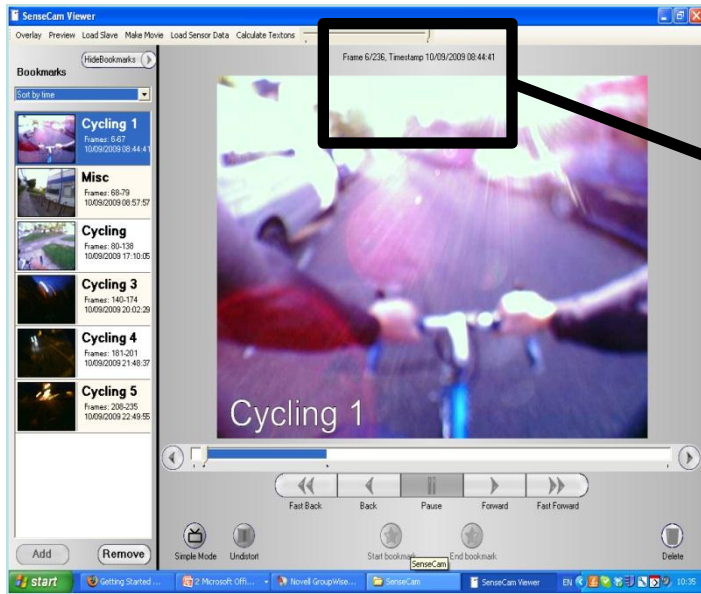 SenseCam Viewer
Overlay Preview Load Slave Make Movie Load Sensor Data Calculate Textons
HideBookmarks
Bookmarks
Sort by time
Frame 6/236, Timestamp 10/09/2009 08:44:41
Cycling 1
Frames: 6-67
10/09/2009 08:44:41
Misc
Frames: 68-79
10/09/2009 08:57:57
Cycling
Frames: 80-138
10/09/2009 17:10:05
Cycling 3
Frames: 140-174
10/09/2009 20:02:29
Cycling 4
Frames: 181-201
10/09/2009 21:48:37
Cycling 5
Frames: 208-235
10/09/2009 22:49:55
Cycling 1
Fast Back Back Pause Forward Fast Forward
Add Remove Simple Mode Undistort Start bookmark End bookmark Delete
SenseCam
start Getting Started ... 2 Microsoft Offi... Novell GroupWise... SenseCam SenseCam Viewer EN 10:35